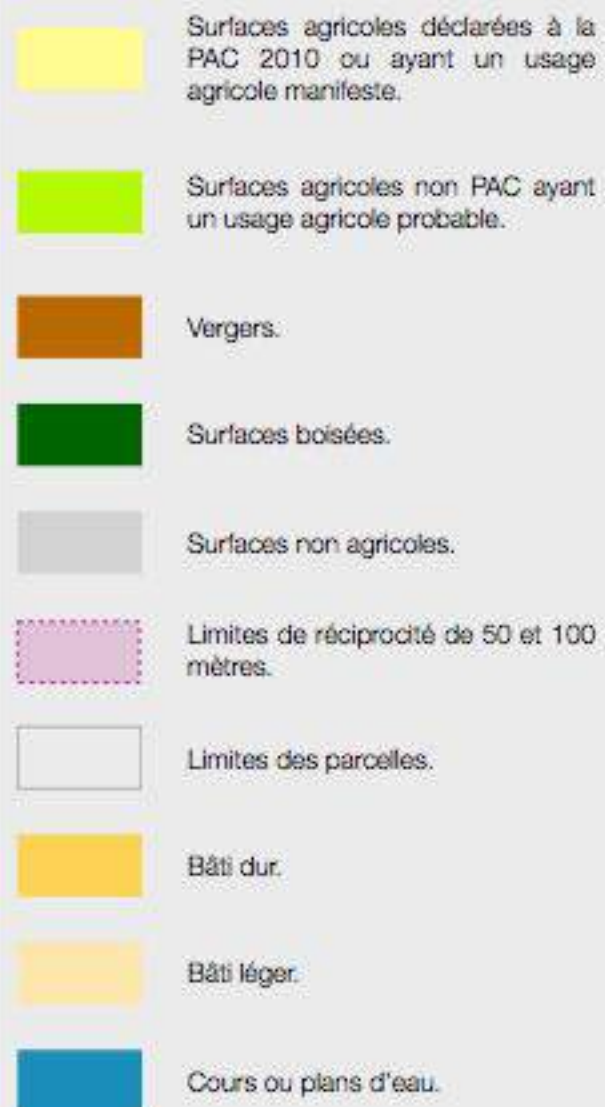 Surfaces agricoles déclarées à la
PAC 2010 ou ayant un usage
agricole manifeste.
Surfaces agricoles non PAC ayant
un usage agricole probable.
Vergers.
Surfaces boisées.
Surfaces non agricoles.
Limites de réciprocité de 50 et 100
mètres.
Limites des parcelles.
Bâti dur.
Bâti léger.
Cours ou plans d'eau.